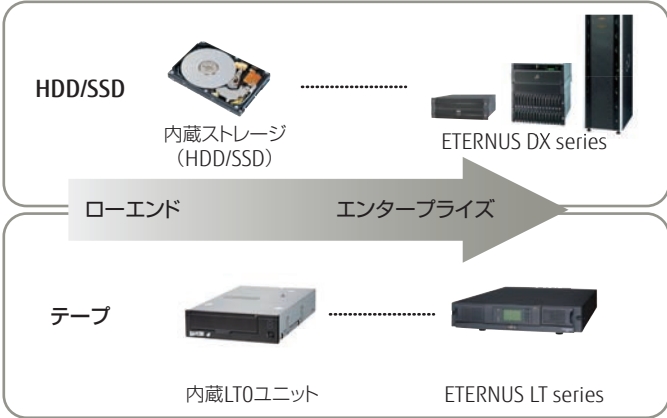 HDD/SSD
内蔵ストレージ
（HDD/SSD）
ETERNUS DX series
ローエンド
エンタープライズ
テープ
内蔵LTOユニット
ETERNUS LT series